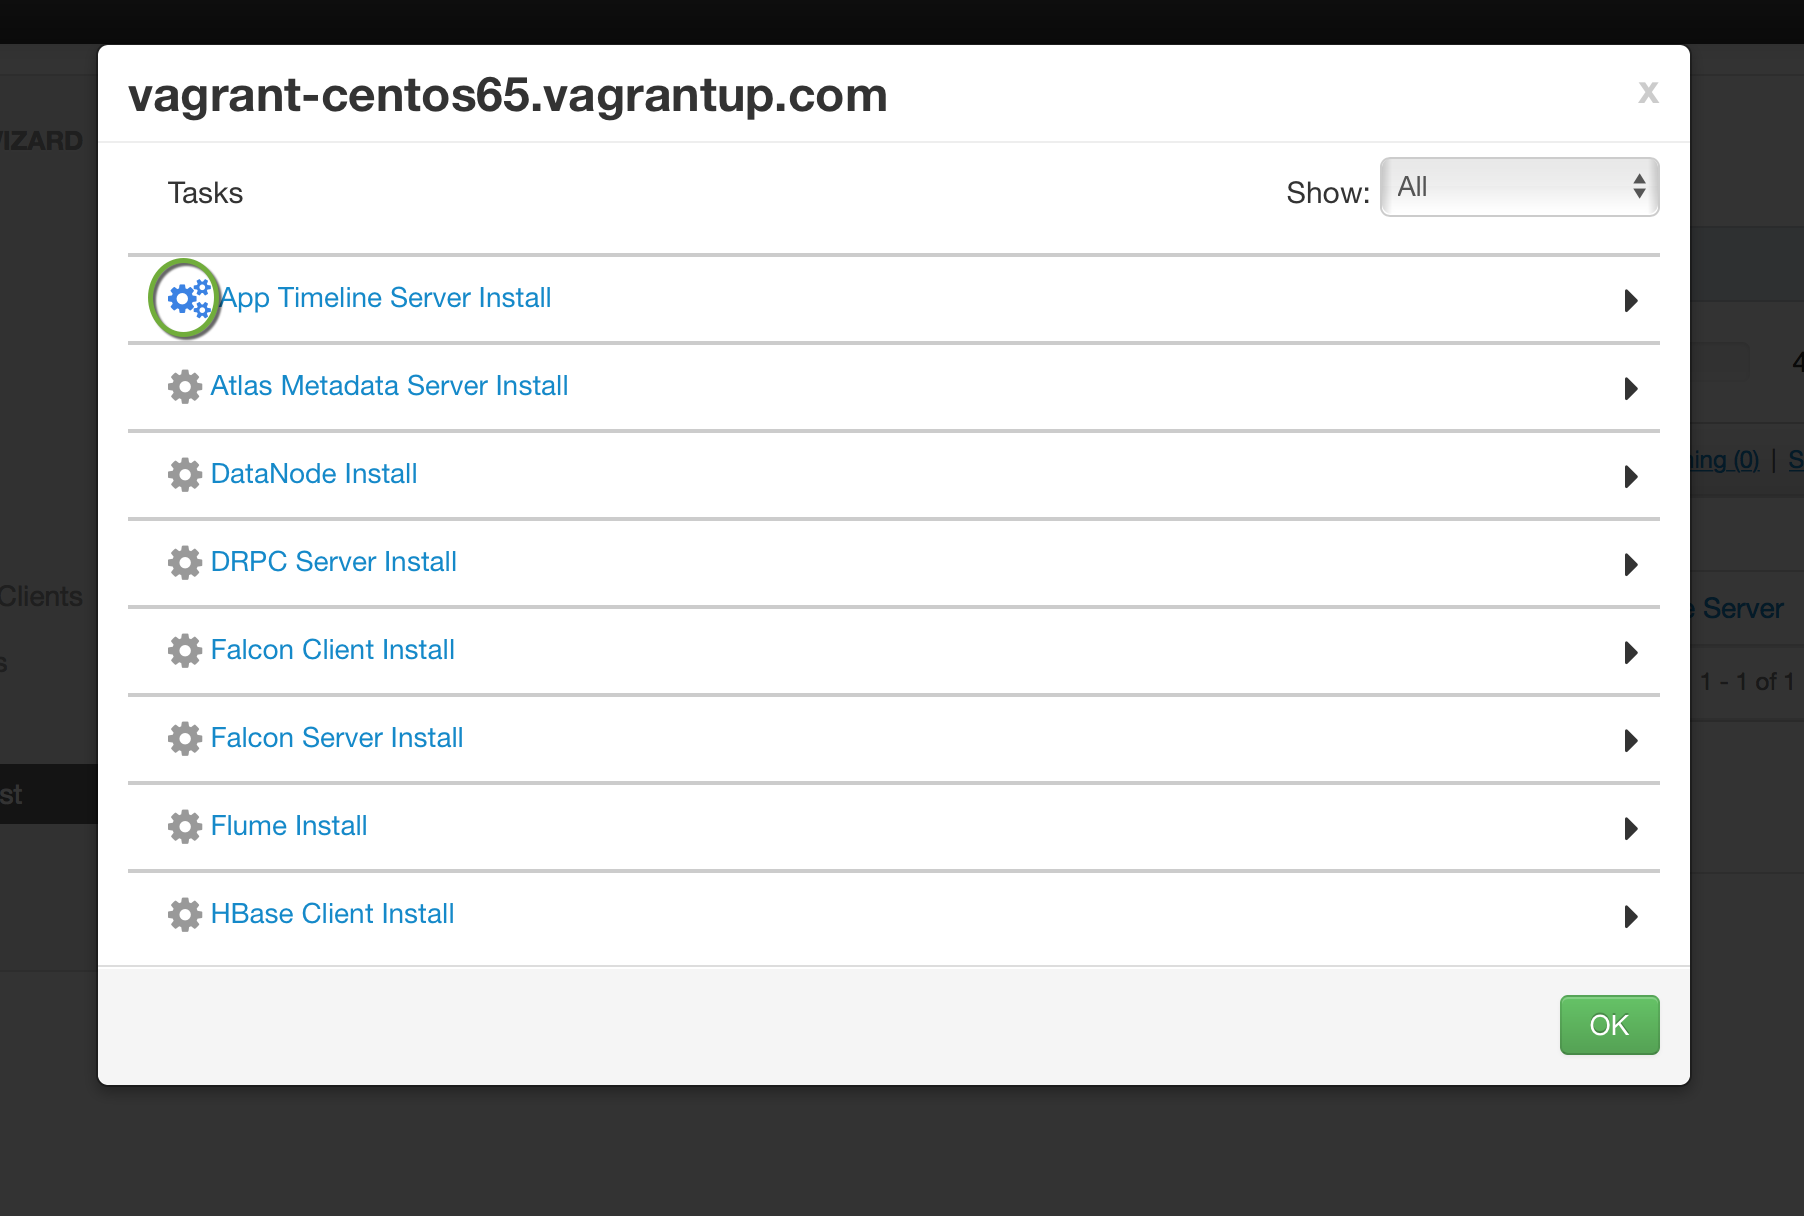 vagrant-centos65.vagrantup.com
x
Tasks
Show: All
App Timeline Server Install
Atlas Metadata Server Install
DataNode Install
DRPC Server Install
Falcon Client Install
Falcon Server Install
Flume Install
HBase Client Install
OK
IZARD
Clients
s
st
4
ing (0) | S
Server
1 - 1 of 1